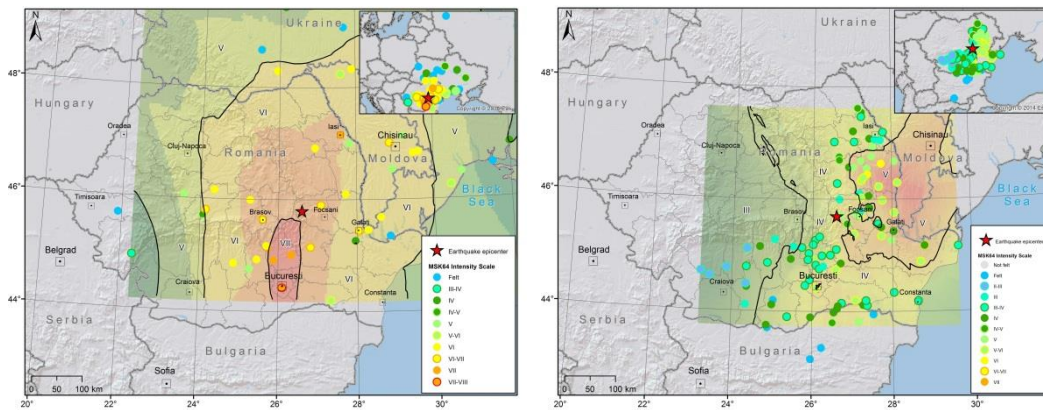 N
Ukraine
V
48°
Hungary
VI
Oradea
Iasi
Cluj-Napoca
Romania
Chisinau
Moldova
V
46°
Timisoara
Black
Sea
Brasov
Focsani
VI
Galati
V
VII
Belgrad
VI
Bucuresti
Craiova
Constanta
44°
Serbia
Bulgaria
Sofia
0 50 100 km
20° 22° 24° 26° 28° 30°
Earthquake epicenter
MSK64 Intensity Scale
Felt
III-IV
IV
IV-V
V
V-VI
VI
VI-VII
VII
VII-VIII
N
Ukraine
48°
Hungary
Oradea
Iasi
Chisinau
Cluj-Napoca
Romania
Moldova
IV
V
46°
Timisoara
III
Black
Sea
Brasov
IV
Focsani
Galati
V
Belgrad
IV
Bucuresti
Craiova
Constanta
44°
Serbia
Bulgaria
Sofia
0 50 100 km
20° 22° 24° 26° 28° 30°
Earthquake epicenter
MSK64 Intensity Scale
Not felt
Felt
II-III
III
III-IV
IV
IV-V
V
V-VI
VI
VI-VII
VII